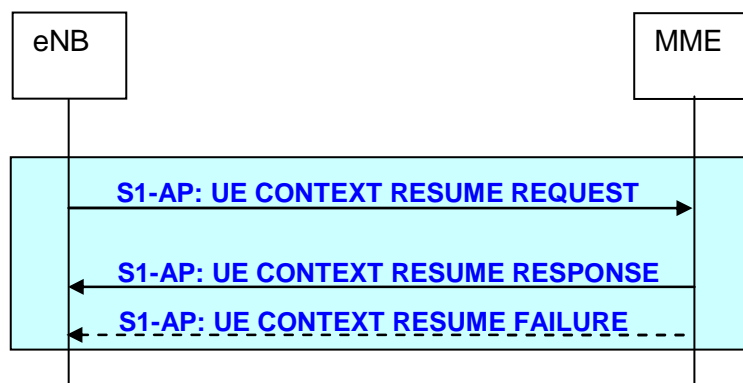 eNB
MME
S1-AP: UE CONTEXT RESUME REQUEST
S1-AP: UE CONTEXT RESUME RESPONSE
S1-AP: UE CONTEXT RESUME FAILURE